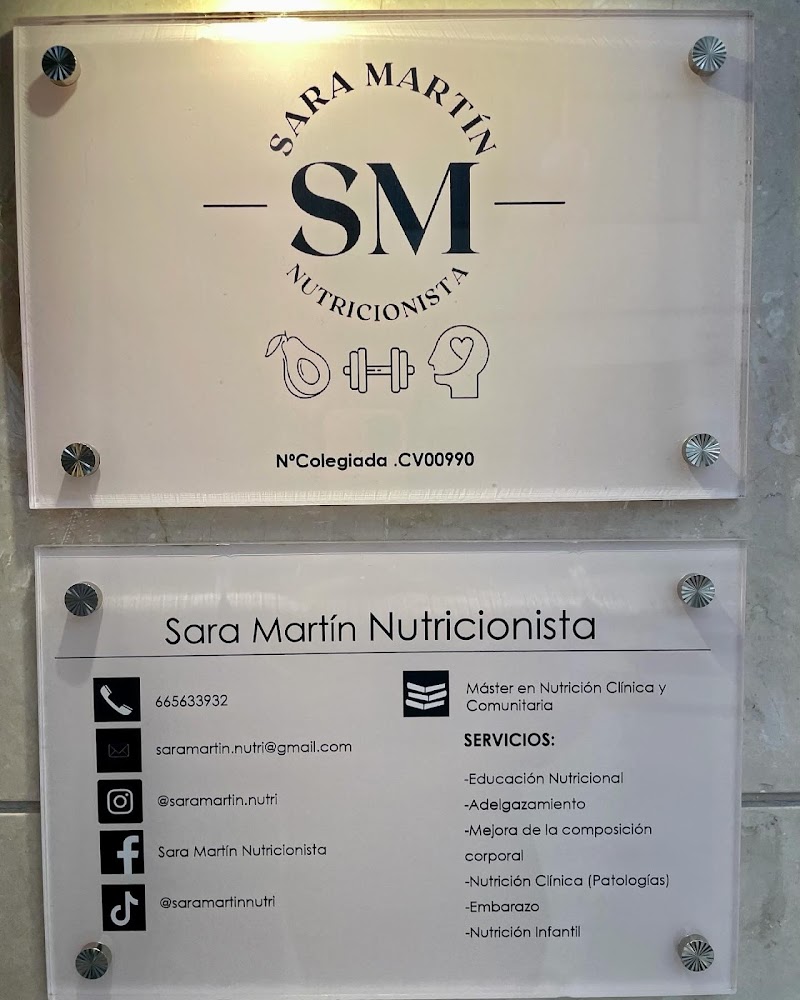 SARA MARTÍN
SM
NUTRICIONISTA
NºColegiada .CV00990
Sara Martín Nutricionista
665633932
saramartin.nutri@gmail.com
@saramartin.nutri
Sara Martín Nutricionista
@saramartinnutri
Máster en Nutrición Clínica y
Comunitaria
SERVICIOS:
-Educación Nutricional
-Adelgazamiento
-Mejora de la composición
corporal
-Nutrición Clínica (Patologías)
-Embarazo
-Nutrición Infantil